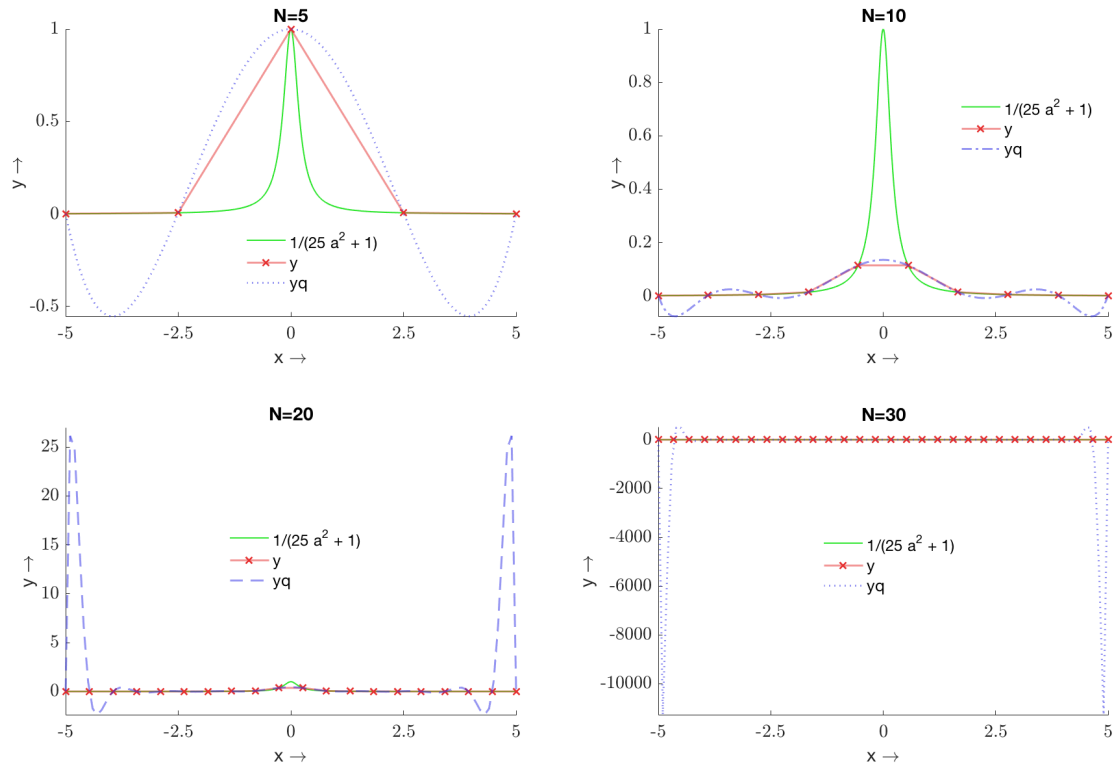 N=5
1
0.5
0
-0.5
y →
-5
-2.5
0
2.5
5
x →
1/(25 a² + 1)
y
yq
N=10
1
0.8
0.6
0.4
0.2
0
y →
-5
-2.5
0
2.5
5
x →
1/(25 a² + 1)
y
yq
N=20
25
20
15
10
5
0
y →
-5
-2.5
0
2.5
5
x →
1/(25 a² + 1)
y
yq
N=30
0
-2000
-4000
-6000
-8000
-10000
y →
-5
-2.5
0
2.5
5
x →
1/(25 a² + 1)
y
yq